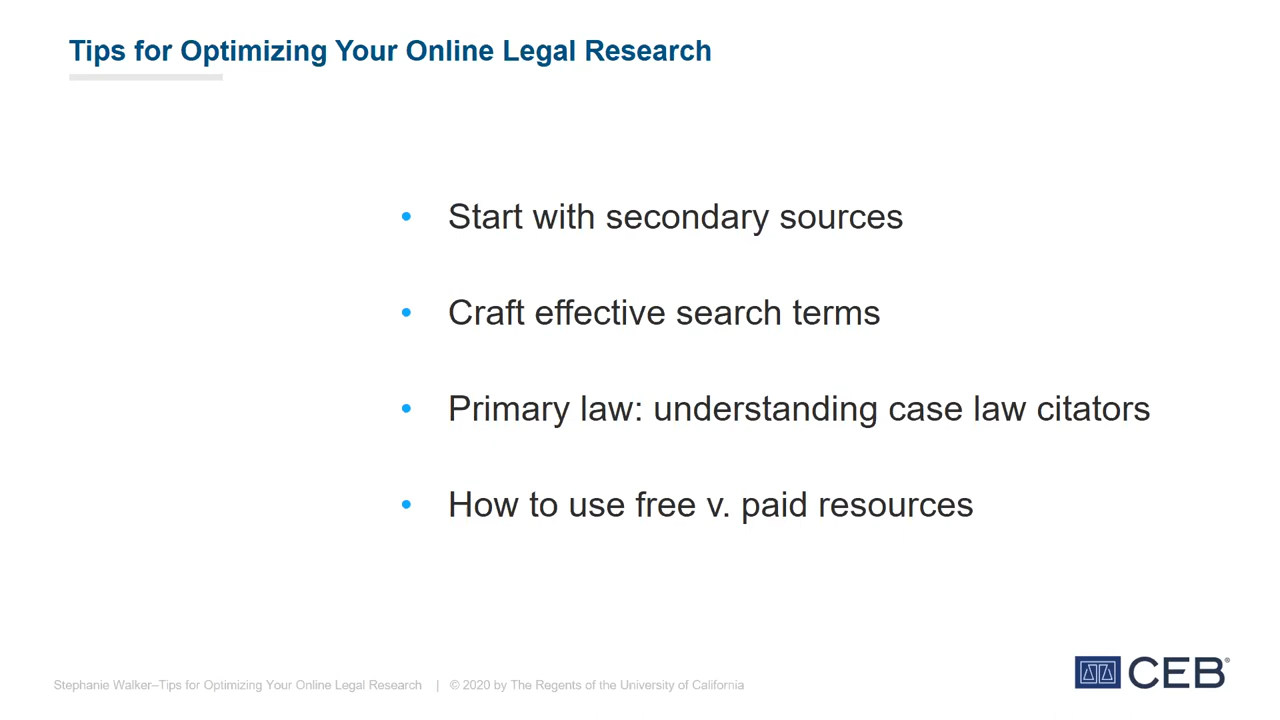 Tips for Optimizing Your Online Legal Research
• Start with secondary sources
• Craft effective search terms
• Primary law: understanding case law citators
• How to use free v. paid resources
Stephanie Walker–Tips for Optimizing Your Online Legal Research | © 2020 by The Regents of the University of California
CEB®